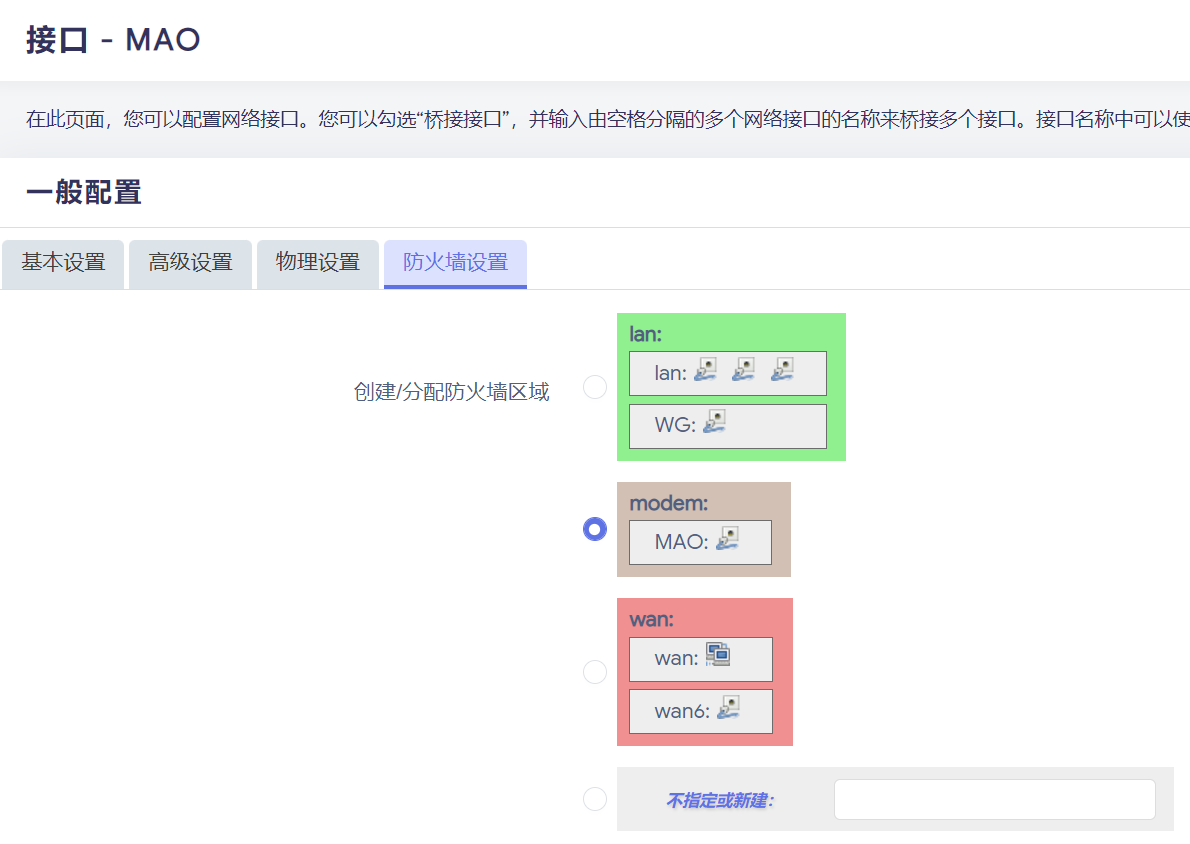 接口 - MAO
在此页面，您可以配置网络接口。您可以勾选“桥接接口”，并输入由空格分隔的多个网络接口的名称来桥接多个接口。接口名称中可以使
一般配置
基本设置 高级设置 物理设置 防火墙设置
创建/分配防火墙区域
lan:
lan:
WG:
modem:
MAO:
wan:
wan:
wan6:
不指定或新建：